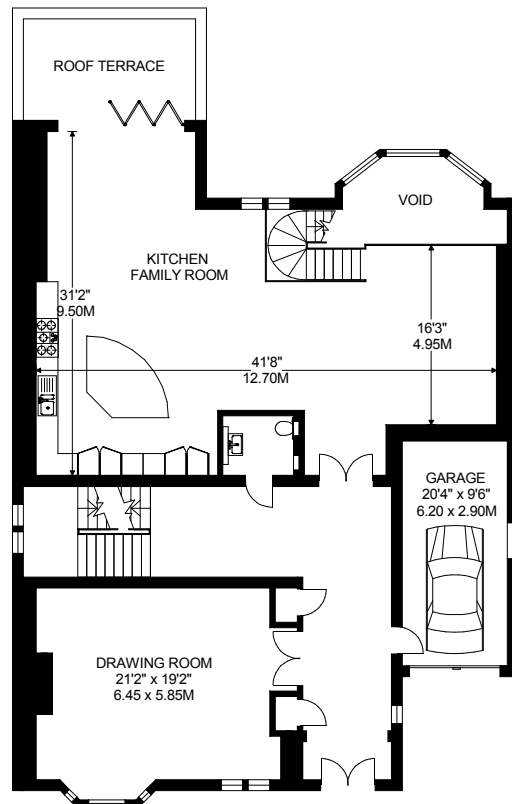 ROOF TERRACE
VOID
KITCHEN
FAMILY ROOM
31'2"
9.50M
16'3"
4.95M
41'8"
12.70M
GARAGE
20'4" x 9'6"
6.20 x 2.90M
DRAWING ROOM
21'2" x 19'2"
6.45 x 5.85M